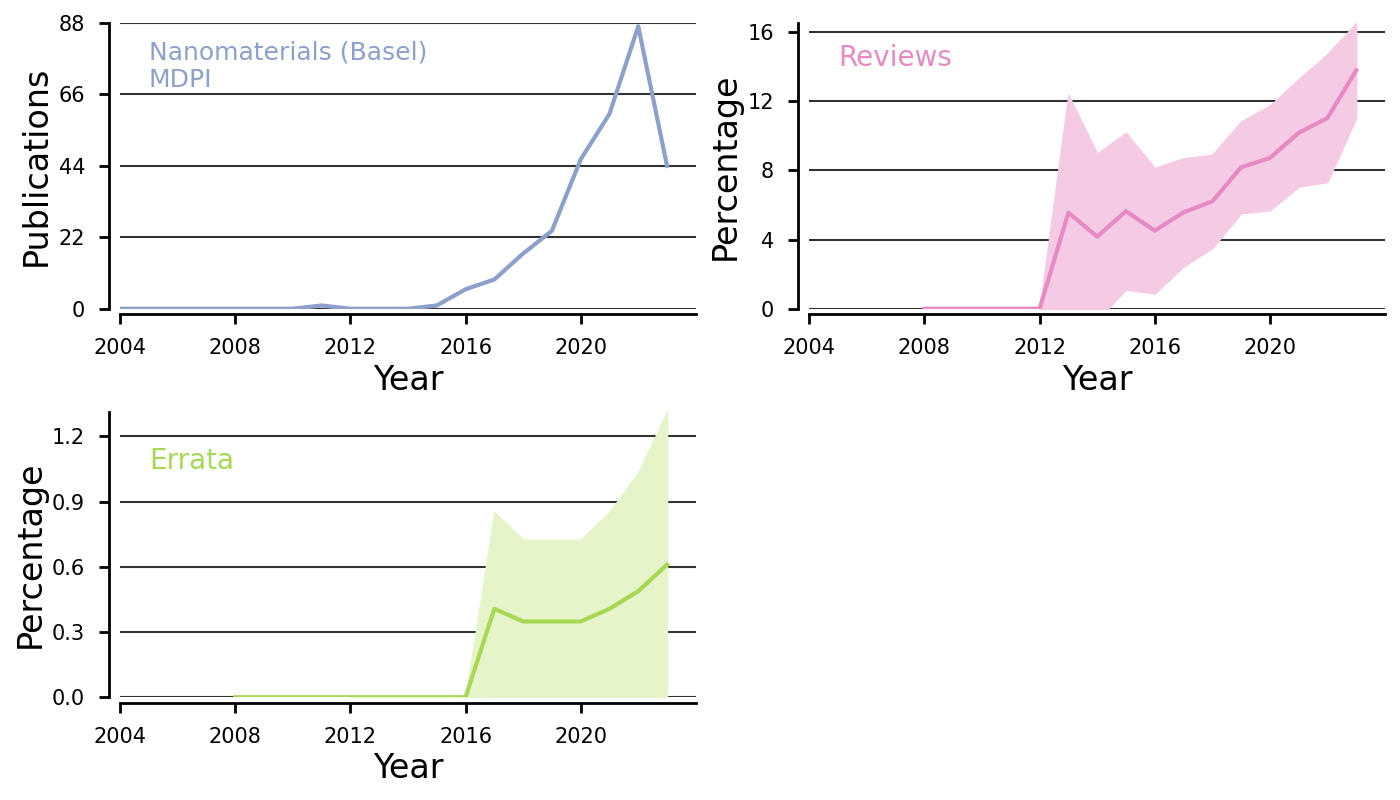 Publications
88
66
44
22
0
Nanomaterials (Basel)
MDPI
2004 2008 2012 2016 2020
Year
Percentage
16
12
8
4
0
Reviews
2004 2008 2012 2016 2020
Year
Percentage
1.2
0.9
0.6
0.3
0.0
Errata
2004 2008 2012 2016 2020
Year